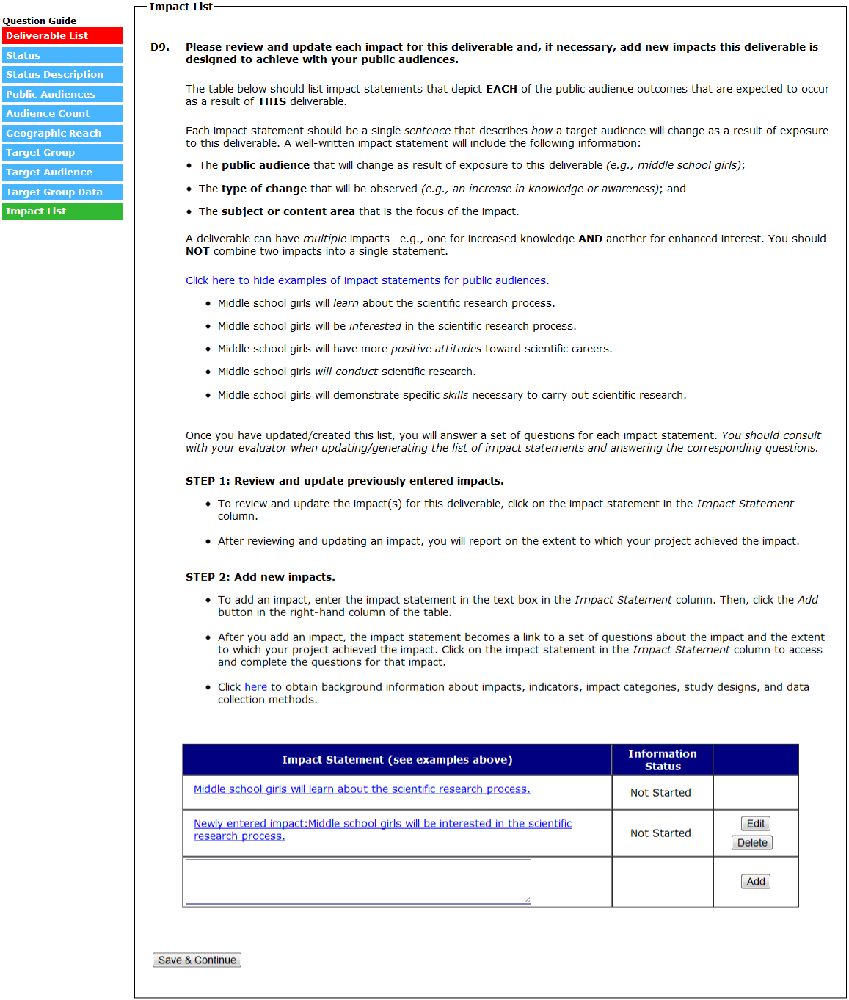 Impact List
Question Guide
Deliverable List
Status
Status Description
Public Audiences
Audience Count
Geographic Reach
Target Group
Target Audience
Target Group Data
Impact List
D9. Please review and update each impact for this deliverable and, if necessary, add new impacts this deliverable is
designed to achieve with your public audiences.
The table below should list impact statements that depict EACH of the public audience outcomes that are expected to occur
as a result of THIS deliverable.
Each impact statement should be a single sentence that describes how a target audience will change as a result of exposure
to this deliverable. A well-written impact statement will include the following information:
• The public audience that will change as result of exposure to this deliverable (e.g., middle school girls);
• The type of change that will be observed (e.g., an increase in knowledge or awareness); and
• The subject or content area that is the focus of the impact.
A deliverable can have multiple impacts—e.g., one for increased knowledge AND another for enhanced interest. You should
NOT combine two impacts into a single statement.
Click here to hide examples of impact statements for public audiences.
• Middle school girls will learn about the scientific research process.
• Middle school girls will be interested in the scientific research process.
• Middle school girls will have more positive attitudes toward scientific careers.
• Middle school girls will conduct scientific research.
• Middle school girls will demonstrate specific skills necessary to carry out scientific research.
Once you have updated/created this list, you will answer a set of questions for each impact statement. You should consult
with your evaluator when updating/generating the list of impact statements and answering the corresponding questions.
STEP 1: Review and update previously entered impacts.
• To review and update the impact(s) for this deliverable, click on the impact statement in the Impact Statement
column.
• After reviewing and updating an impact, you will report on the extent to which your project achieved the impact.
STEP 2: Add new impacts.
• To add an impact, enter the impact statement in the text box in the Impact Statement column. Then, click the Add
button in the right-hand column of the table.
• After you add an impact, the impact statement becomes a link to a set of questions about the impact and the extent
to which your project achieved the impact. Click on the impact statement in the Impact Statement column to access
and complete the questions for that impact.
• Click here to obtain background information about impacts, indicators, impact categories, study designs, and data
collection methods.
Impact Statement (see examples above)
Information
Status
Middle school girls will learn about the scientific research process.
Not Started
Newly entered impact:Middle school girls will be interested in the scientific
research process.
Not Started
Edit
Delete
Add
Save & Continue